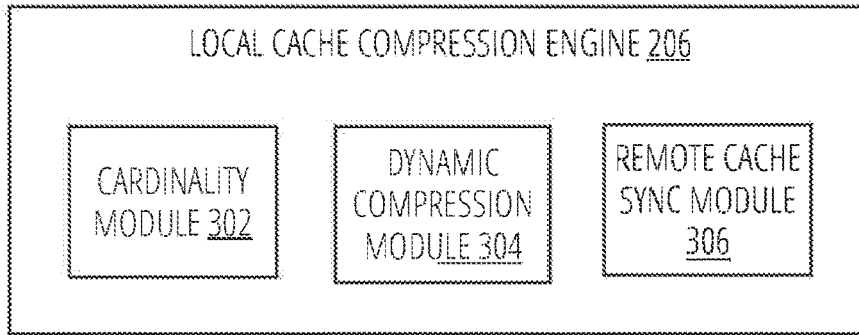 LOCAL CACHE COMPRESSION ENGINE 206
CARDINALITY
MODULE 302
DYNAMIC
COMPRESSION
MODULE 304
REMOTE CACHE
SYNC MODULE
306